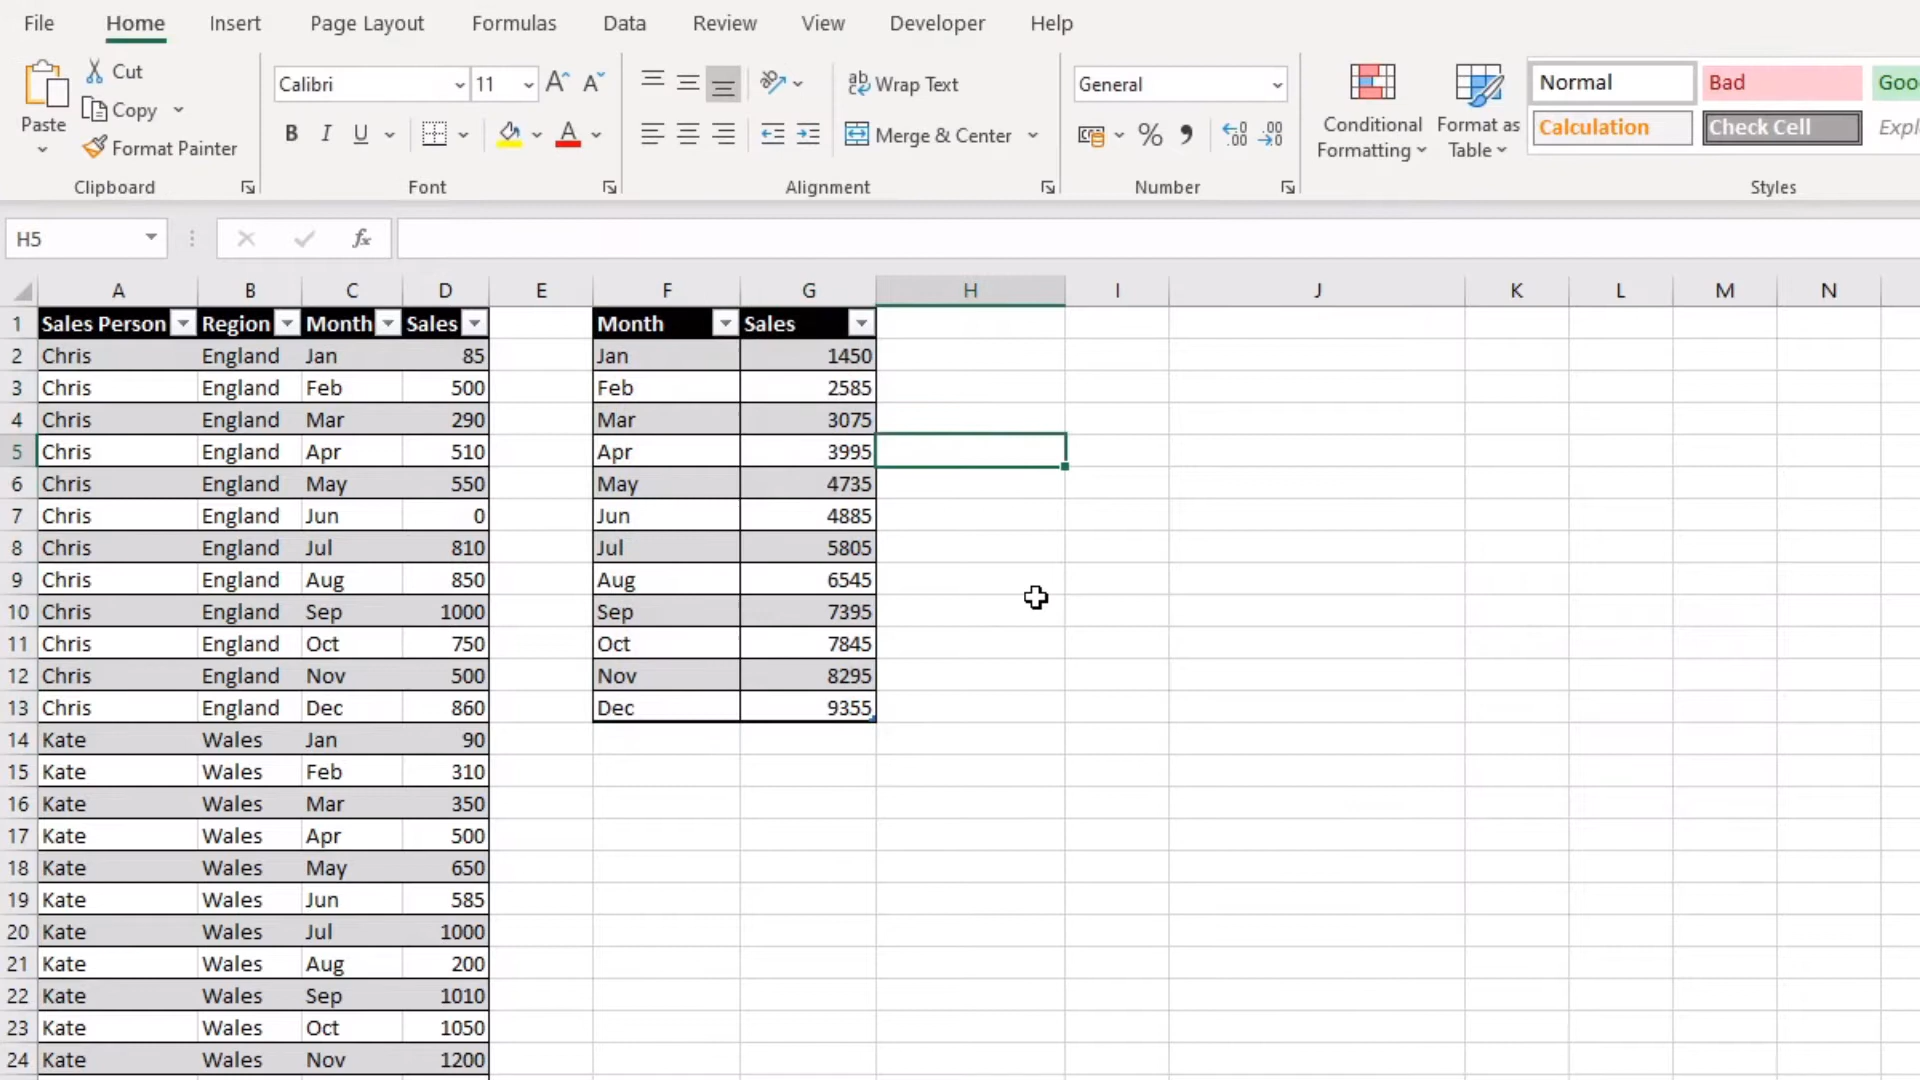 File Home Insert Page Layout Formulas Data Review View Developer Help
Paste
Cut
Copy
Format Painter
Clipboard
Calibri 11 A A
B I U A
Font
ab Wrap Text
Merge & Center
Alignment
General
% 9 .00 .00
Number
Conditional Formatting
Format as Table
Normal Bad
Calculation Check Cell
Styles
H5 fx
A B C D E F G H I J K L M N
1 Sales Person Region Month Sales Month Sales
2 Chris England Jan 85 Jan 1450
3 Chris England Feb 500 Feb 2585
4 Chris England Mar 290 Mar 3075
5 Chris England Apr 510 Apr 3995
6 Chris England May 550 May 4735
7 Chris England Jun 0 Jun 4885
8 Chris England Jul 810 Jul 5805
9 Chris England Aug 850 Aug 6545
10 Chris England Sep 1000 Sep 7395
11 Chris England Oct 750 Oct 7845
12 Chris England Nov 500 Nov 8295
13 Chris England Dec 860 Dec 9355
14 Kate Wales Jan 90
15 Kate Wales Feb 310
16 Kate Wales Mar 350
17 Kate Wales Apr 500
18 Kate Wales May 650
19 Kate Wales Jun 585
20 Kate Wales Jul 1000
21 Kate Wales Aug 200
22 Kate Wales Sep 1010
23 Kate Wales Oct 1050
24 Kate Wales Nov 1200